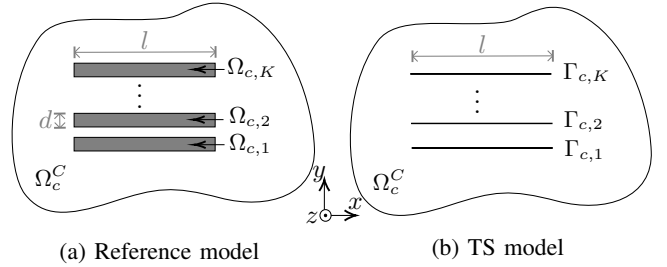 l
l
Ω_{c,K}
Γ_{c,K}
⋮
⋮
d
Ω_{c,2}
Γ_{c,2}
Ω_{c,1}
Γ_{c,1}
Ω_c^C
Ω_c^C
y
z
x
(a) Reference model
(b) TS model